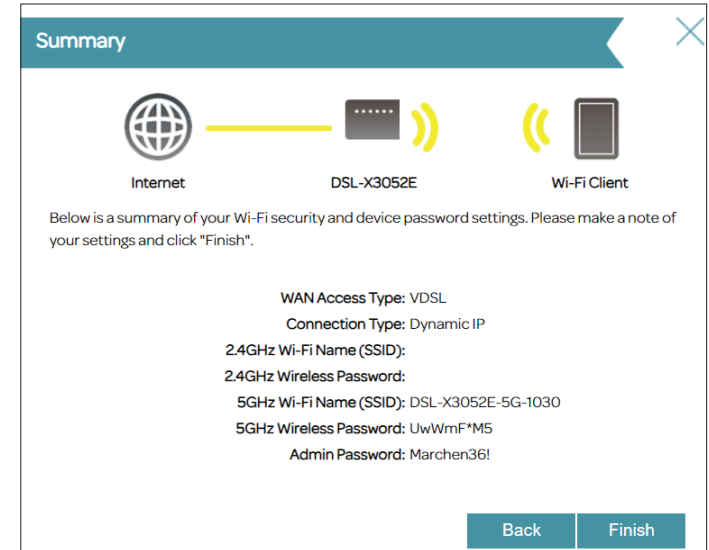 Summary
Internet
DSL-X3052E
Wi-Fi Client
Below is a summary of your Wi-Fi security and device password settings. Please make a note of
your settings and click "Finish".
WAN Access Type: VDSL
Connection Type: Dynamic IP
2.4GHz Wi-Fi Name (SSID):
2.4GHz Wireless Password:
5GHz Wi-Fi Name (SSID): DSL-X3052E-5G-1030
5GHz Wireless Password: UwWmF*M5
Admin Password: Marchen36!
Back
Finish